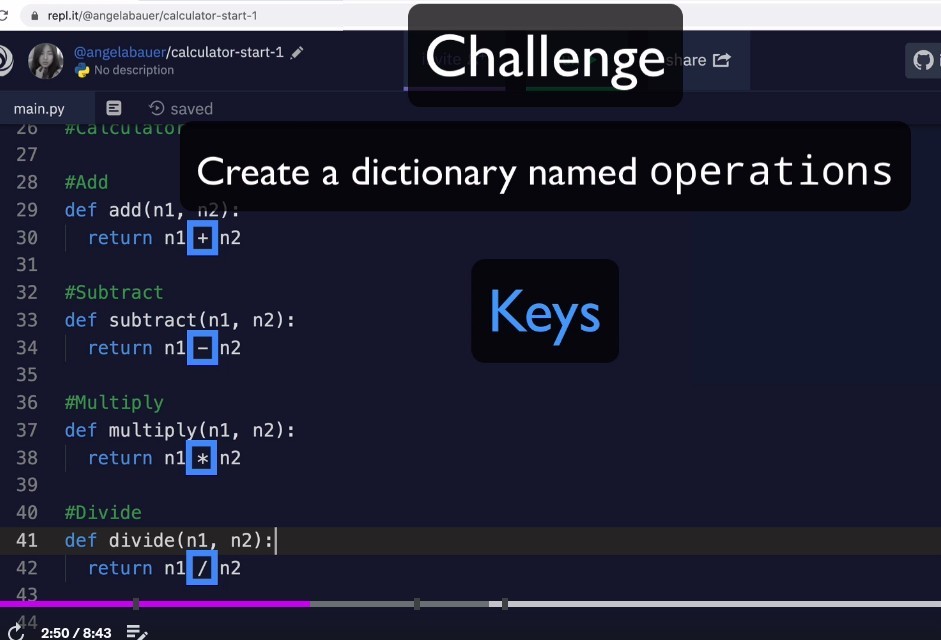 repl.it/@angelabauer/calculator-start-1
@angelabauer/calculator-start-1
No description
Challenge
share
main.py
saved
26 #Calculator
Create a dictionary named operations
27
28 #Add
29 def add(n1, n2):
30 return n1 + n2
31
32 #Subtract
33 def subtract(n1, n2):
34 return n1 - n2
35
36 #Multiply
37 def multiply(n1, n2):
38 return n1 * n2
39
40 #Divide
41 def divide(n1, n2):
42 return n1 / n2
43
44
Keys
2:50 / 8:43